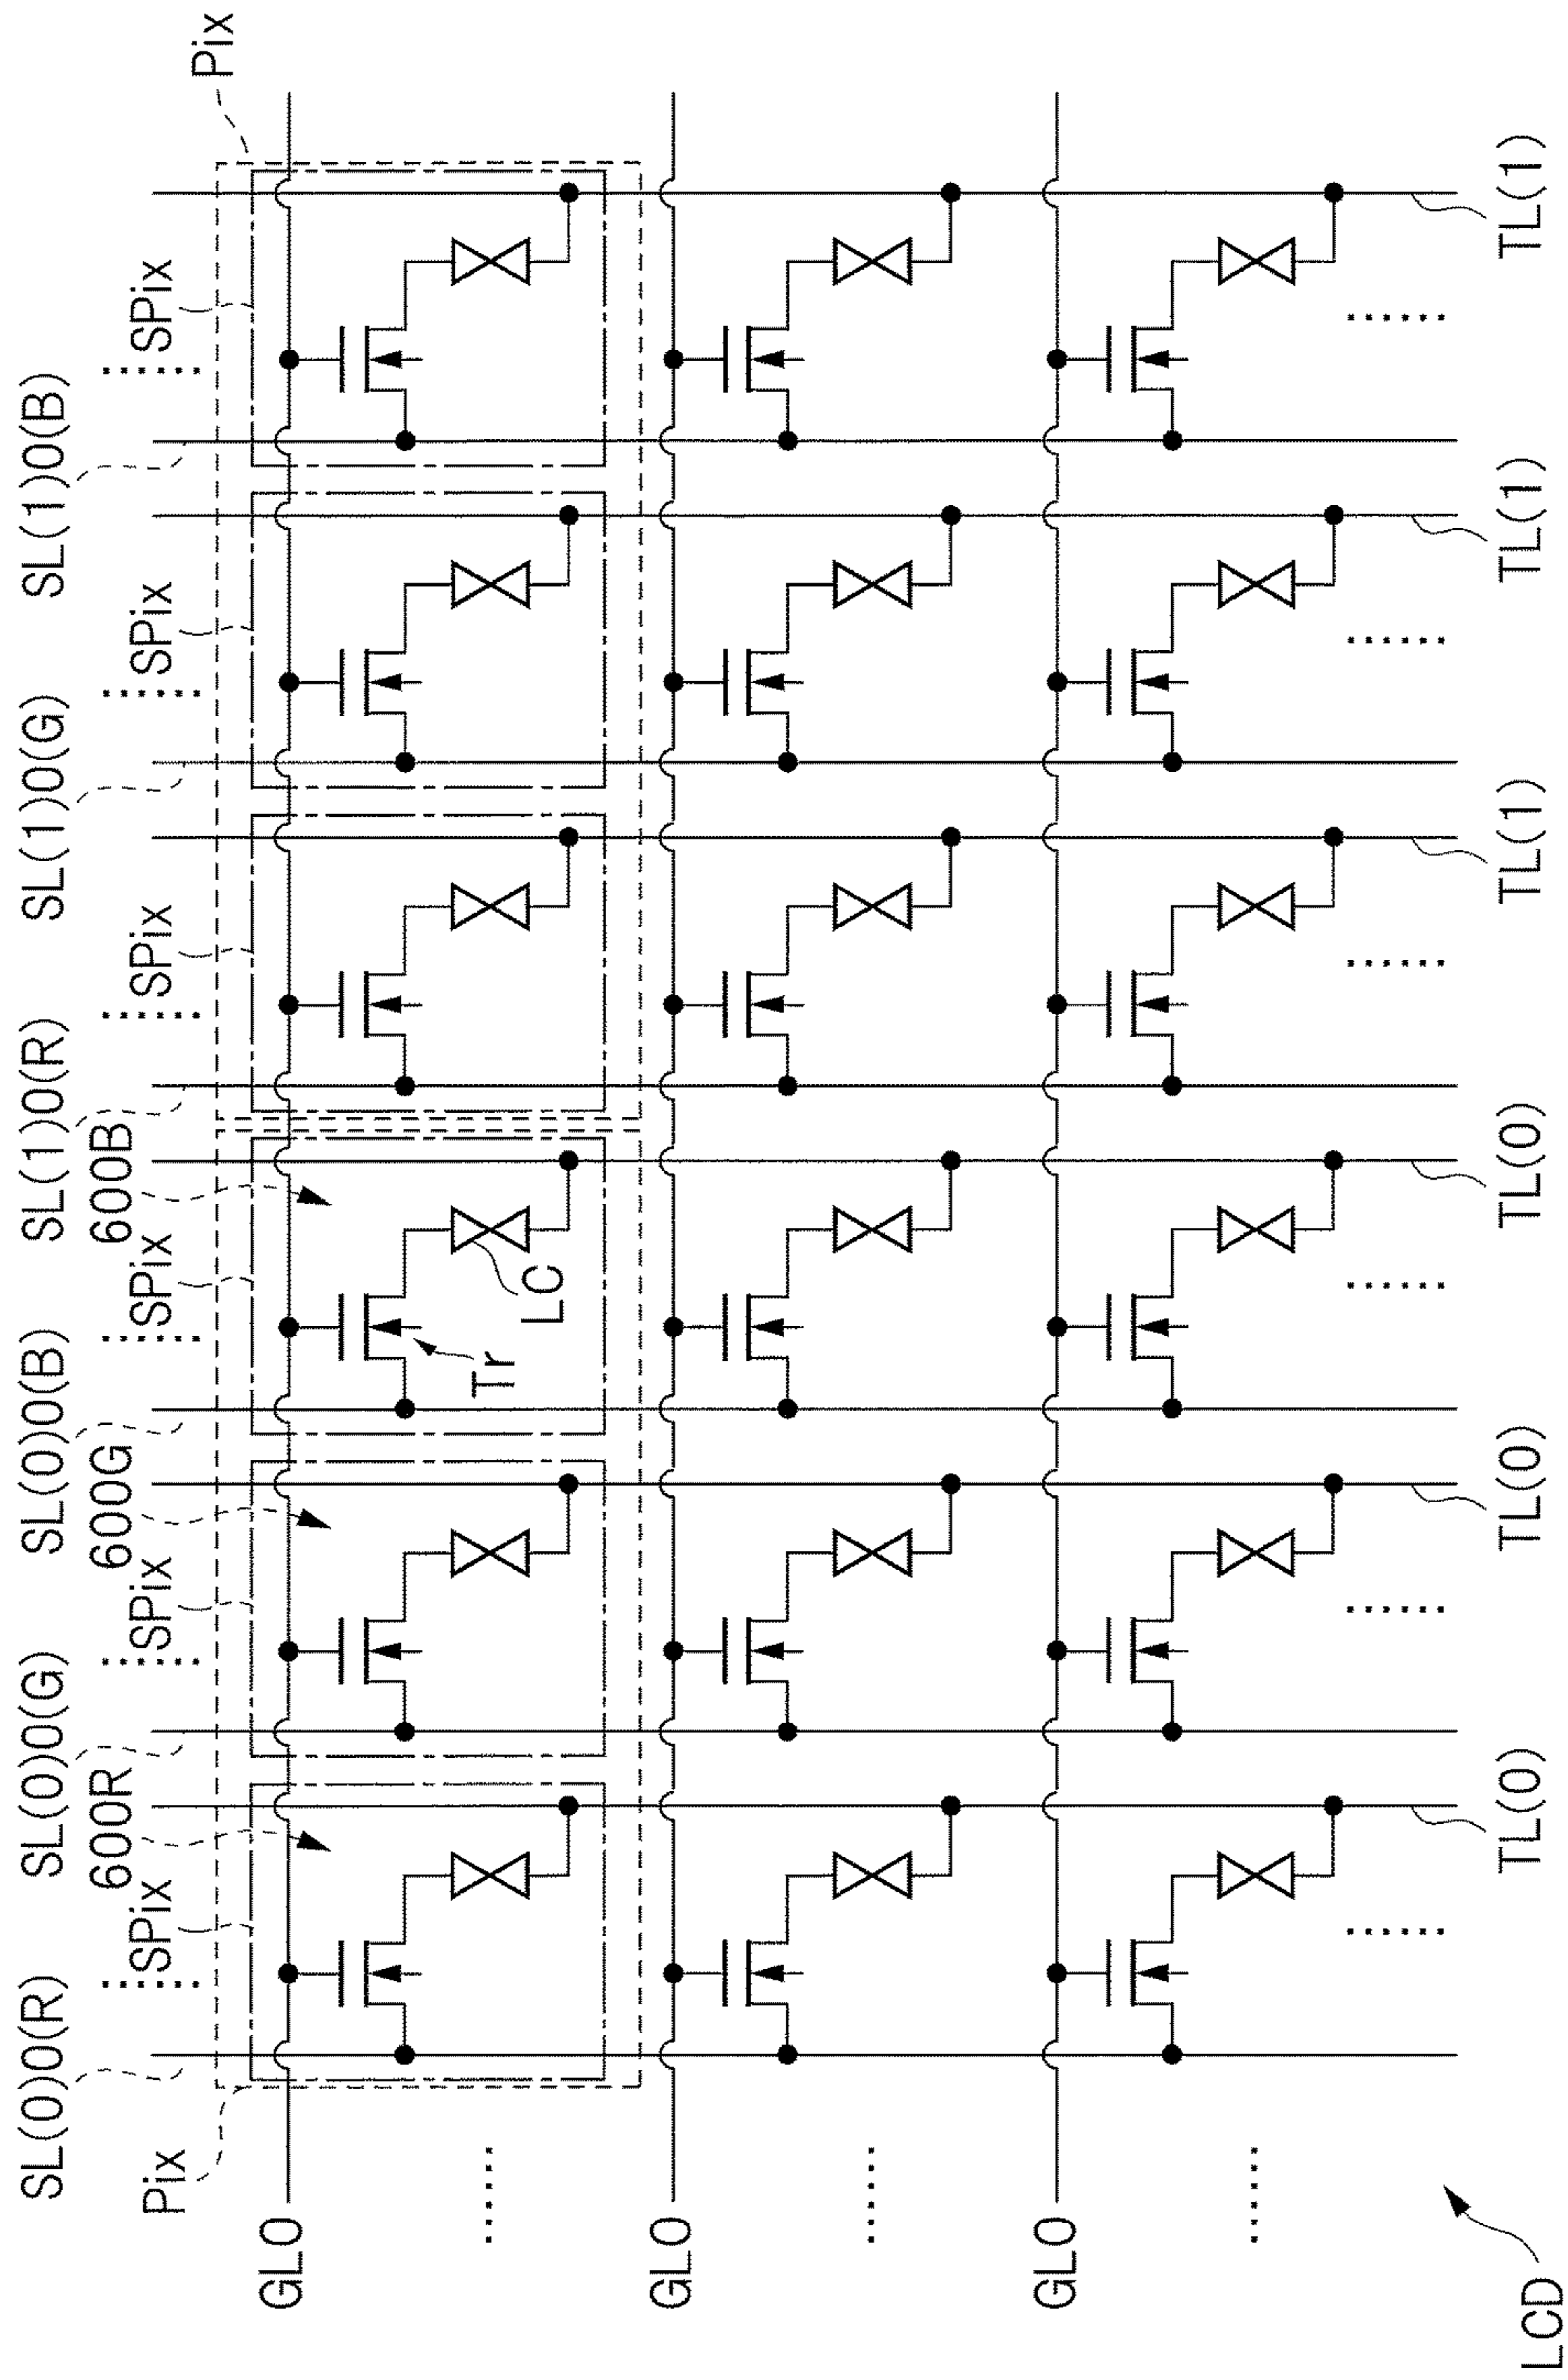 SL(0)0(R)
SL(0)0(G)
SL(0)0(B)
SL(1)0(R)
SL(1)0(G)
SL(1)0(B)
600R
600G
600B
Pix
SPix
SPix
SPix
SPix
SPix
SPix
Pix
GL0
Tr
LC
GL0
GL0
TL(0)
TL(0)
TL(0)
TL(1)
TL(1)
TL(1)
LCD